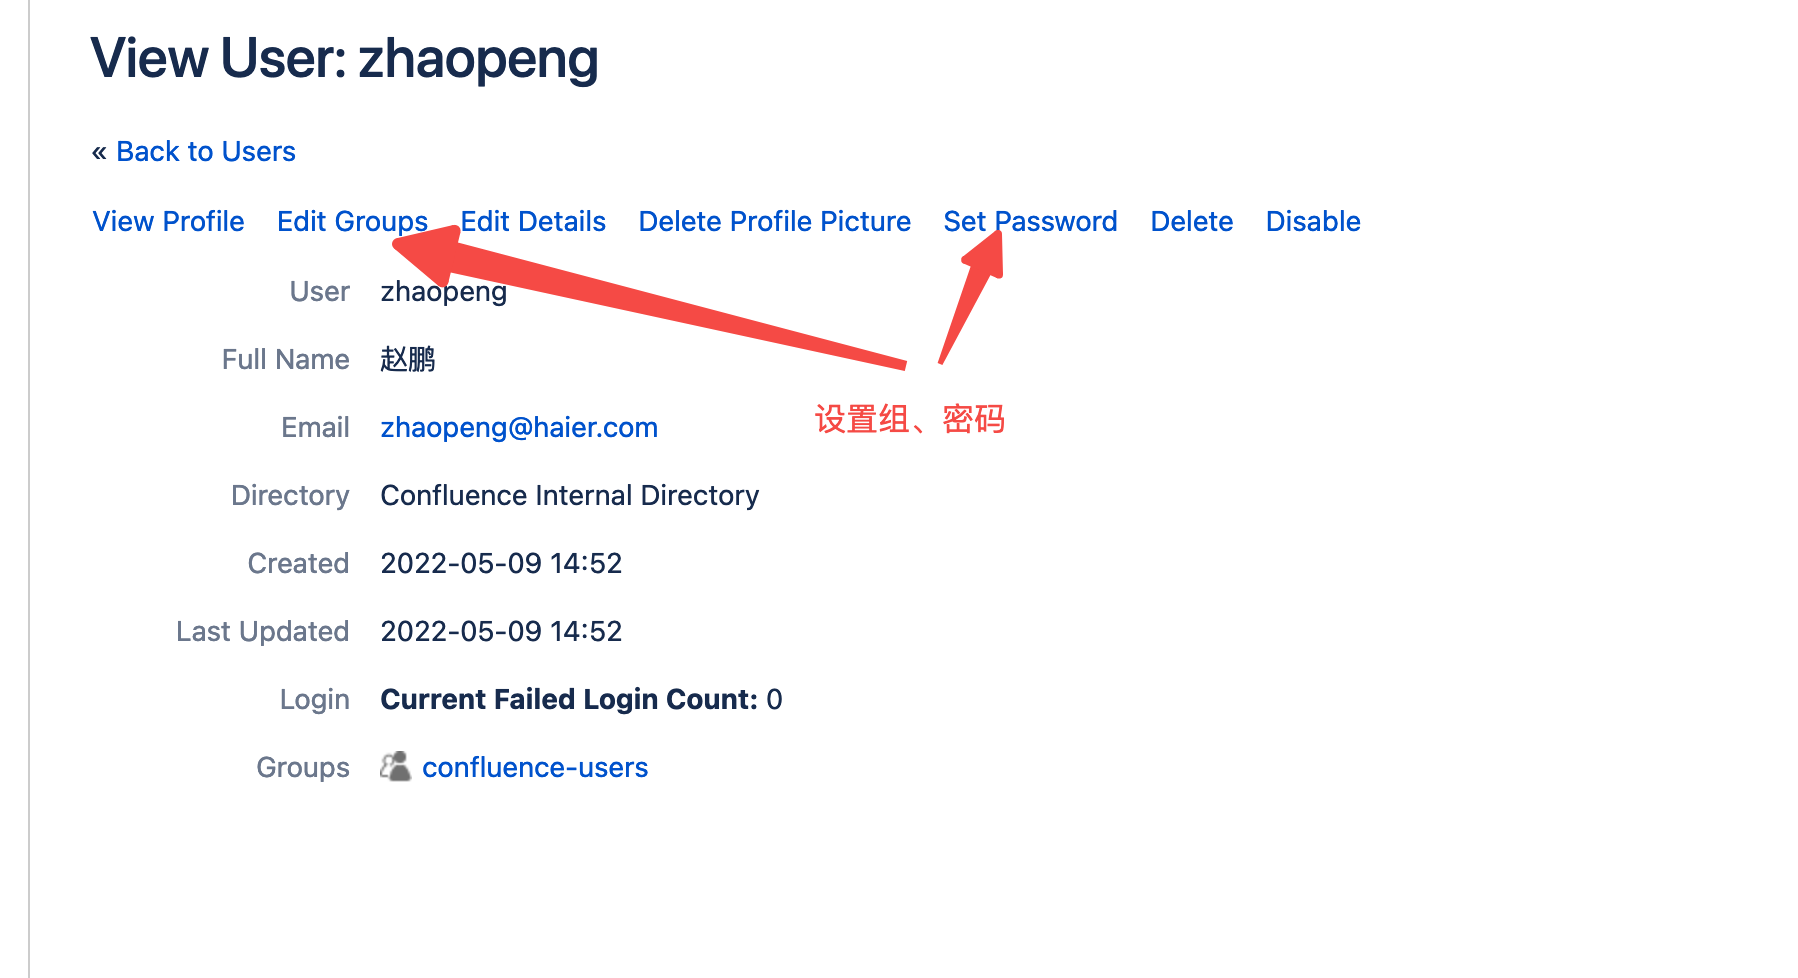 View User: zhaopeng
« Back to Users
View Profile Edit Groups Edit Details Delete Profile Picture Set Password Delete Disable
User zhaopeng
Full Name 赵鹏
Email zhaopeng@haier.com
设置组、密码
Directory Confluence Internal Directory
Created 2022-05-09 14:52
Last Updated 2022-05-09 14:52
Login Current Failed Login Count: 0
Groups confluence-users